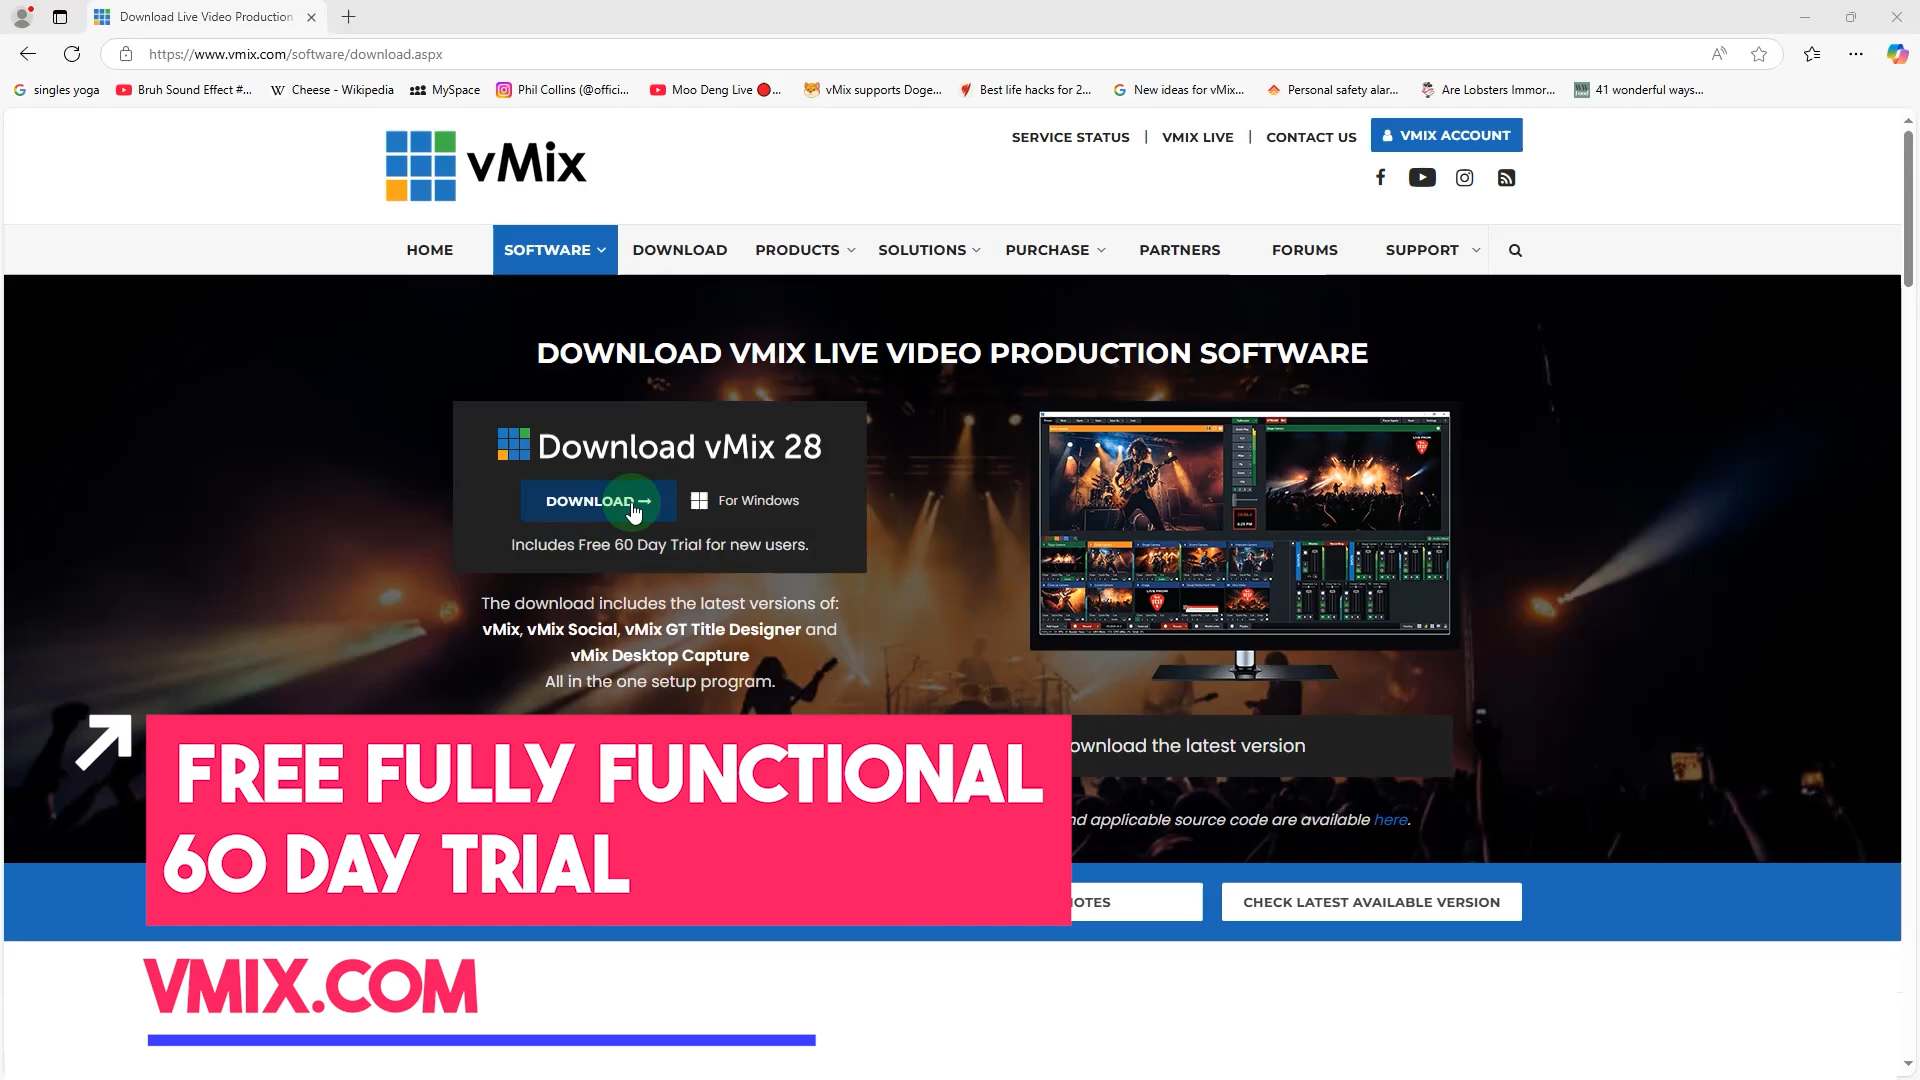 Download Live Video Production
https://www.vmix.com/software/download.aspx
singles yoga
Bruh Sound Effect #...
Cheese - Wikipedia
MySpace
Phil Collins (@offici...
Moo Deng Live 🔴...
vMix supports Doge...
Best life hacks for 2...
New ideas for vMix...
Personal safety alar...
Are Lobsters Immor...
41 wonderful ways...
vMix
SERVICE STATUS | VMIX LIVE | CONTACT US
VMIX ACCOUNT
HOME SOFTWARE DOWNLOAD PRODUCTS SOLUTIONS PURCHASE PARTNERS FORUMS SUPPORT
DOWNLOAD VMIX LIVE VIDEO PRODUCTION SOFTWARE
Download vMix 28
DOWNLOAD
For Windows
Includes Free 60 Day Trial for new users.
The download includes the latest versions of:
vMix, vMix Social, vMix GT Title Designer and
vMix Desktop Capture
All in the one setup program.
ownload the latest version
applicable source code are available here.
FREE FULLY FUNCTIONAL
60 DAY TRIAL
OTES
CHECK LATEST AVAILABLE VERSION
VMIX.COM